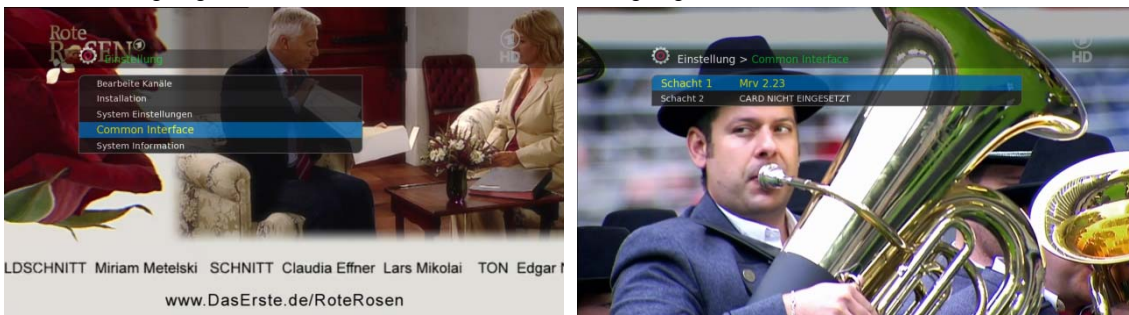 Rote
RoSEN
Einstellung
HD
Bearbeite Kanäle
Installation
System Einstellungen
Common Interface
System Information
LDSCHNITT Miriam Metelski SCHNITT Claudia Effner Lars Mikolai TON Edgar
www.DasErste.de/RoteRosen
Einstellung > Common Interface
HD
Schacht 1 Mrv 2.23
Schacht 2 CARD NICHT EINGESETZT